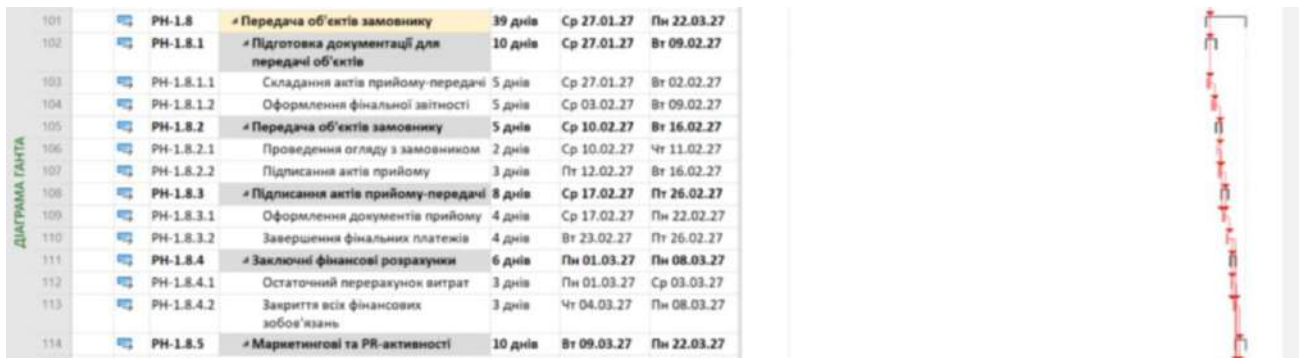 101 РН-1.8 Передача об'єктів замовнику 39 днів Ср 27.01.27 Пн 22.03.27
102 РН-1.8.1 Підготовка документації для 10 днів Ср 27.01.27 Вт 09.02.27
передачі об'єктів
103 РН-1.8.1.1 Складання актів прийому-передачі 5 днів Ср 27.01.27 Вт 02.02.27
104 РН-1.8.1.2 Оформлення фінальної звітності 5 днів Ср 03.02.27 Вт 09.02.27
105 РН-1.8.2 Передача об'єктів замовнику 5 днів Ср 10.02.27 Вт 16.02.27
106 РН-1.8.2.1 Проведення огляду з замовником 2 днів Ср 10.02.27 Чт 11.02.27
107 РН-1.8.2.2 Підписання актів прийому 3 днів Пт 12.02.27 Вт 16.02.27
108 РН-1.8.3 Підписання актів прийому-передачі 8 днів Ср 17.02.27 Пт 26.02.27
109 РН-1.8.3.1 Оформлення документів прийому 4 днів Ср 17.02.27 Пн 22.02.27
110 РН-1.8.3.2 Завершення фінальних платежів 4 днів Вт 23.02.27 Пт 26.02.27
111 РН-1.8.4 Заключні фінансові розрахунки 6 днів Пн 01.03.27 Пн 08.03.27
112 РН-1.8.4.1 Остаточний перерахунок витрат 3 днів Пн 01.03.27 Ср 03.03.27
113 РН-1.8.4.2 Закриття всіх фінансових 3 днів Чт 04.03.27 Пн 08.03.27
зобов'язань
114 РН-1.8.5 Маркетингові та PR-активності 10 днів Вт 09.03.27 Пн 22.03.27
ДІАГРАМА ГАНТА